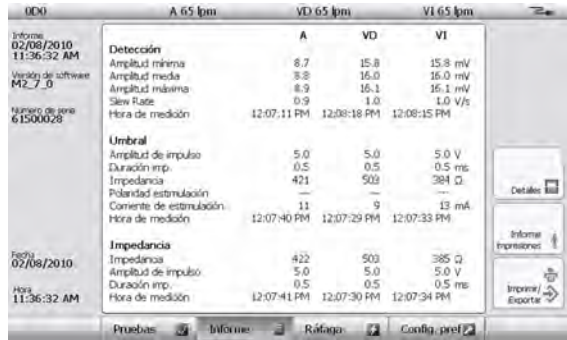 ODO A 65 lpm VD 65 lpm VI 65 lpm
Informe
02/08/2010
11:36:32 AM
Versión de software
M2_7_0
Número de serie
61500028
Fecha
02/08/2010
Hora
11:36:32 AM
A VD VI
Detección
Amplitud mínima 8.7 15.8 15.8 mV
Amplitud media 8.8 16.0 16.0 mV
Amplitud máxima 8.9 16.1 16.1 mV
Slew Rate 0.9 1.0 1.0 V/s
Hora de medición 12:07:11 PM 12:08:18 PM 12:08:15 PM
Umbral
Amplitud de impulso 5.0 5.0 5.0 V
Duración imp. 0.5 0.5 0.5 ms
Impedancia 421 503 384 Ω
Polaridad estimulación --- --- ---
Corriente de estimulación 11 9 13 mA
Hora de medición 12:07:40 PM 12:07:29 PM 12:07:33 PM
Impedancia
Impedancia 422 503 385 Ω
Amplitud de impulso 5.0 5.0 5.0 V
Duración imp. 0.5 0.5 0.5 ms
Hora de medición 12:07:41 PM 12:07:30 PM 12:07:34 PM
Detalles
Informe
impresiones
Imprimir/
Exportar
Pruebas Informe Ráfaga Config. pref